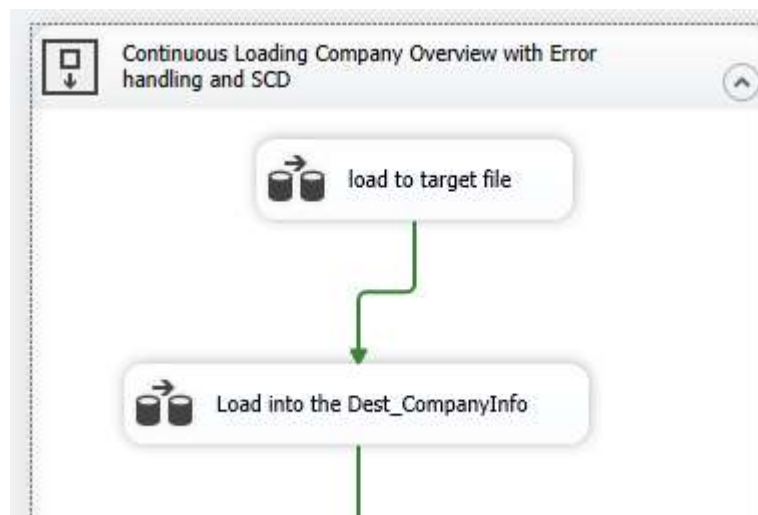 Continuous Loading Company Overview with Error
handling and SCD
load to target file
Load into the Dest_CompanyInfo